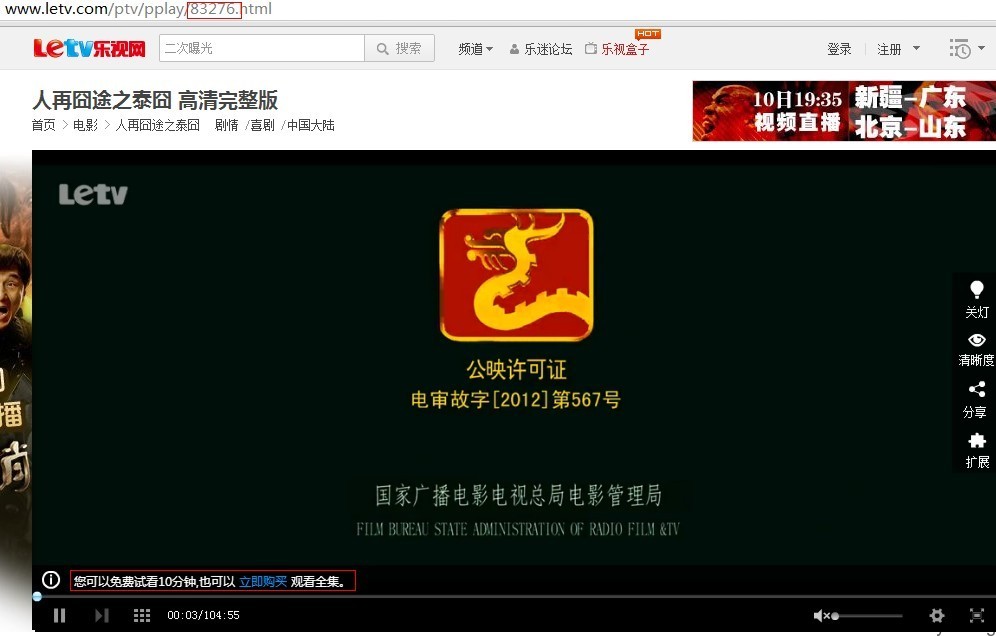 www.letv.com/ptv/pplay/83276.html
Letv乐视网 二次曝光 搜索 频道 乐迷论坛 乐视盒子 HOT 登录 注册
人再囧途之泰囧 高清完整版
首页 > 电影 > 人再囧途之泰囧 剧情 /喜剧 /中国大陆
10日19:35 新疆-广东
视频直播 北京-山东
Letv
公映许可证
电审故字[2012]第567号
国家广播电影电视总局电影管理局
FILM BUREAU STATE ADMINISTRATION OF RADIO FILM &TV
关灯
清晰度
分享
扩展
播
您可以免费试看10分钟,也可以 立即购买 观看全集。
00:03/104:55